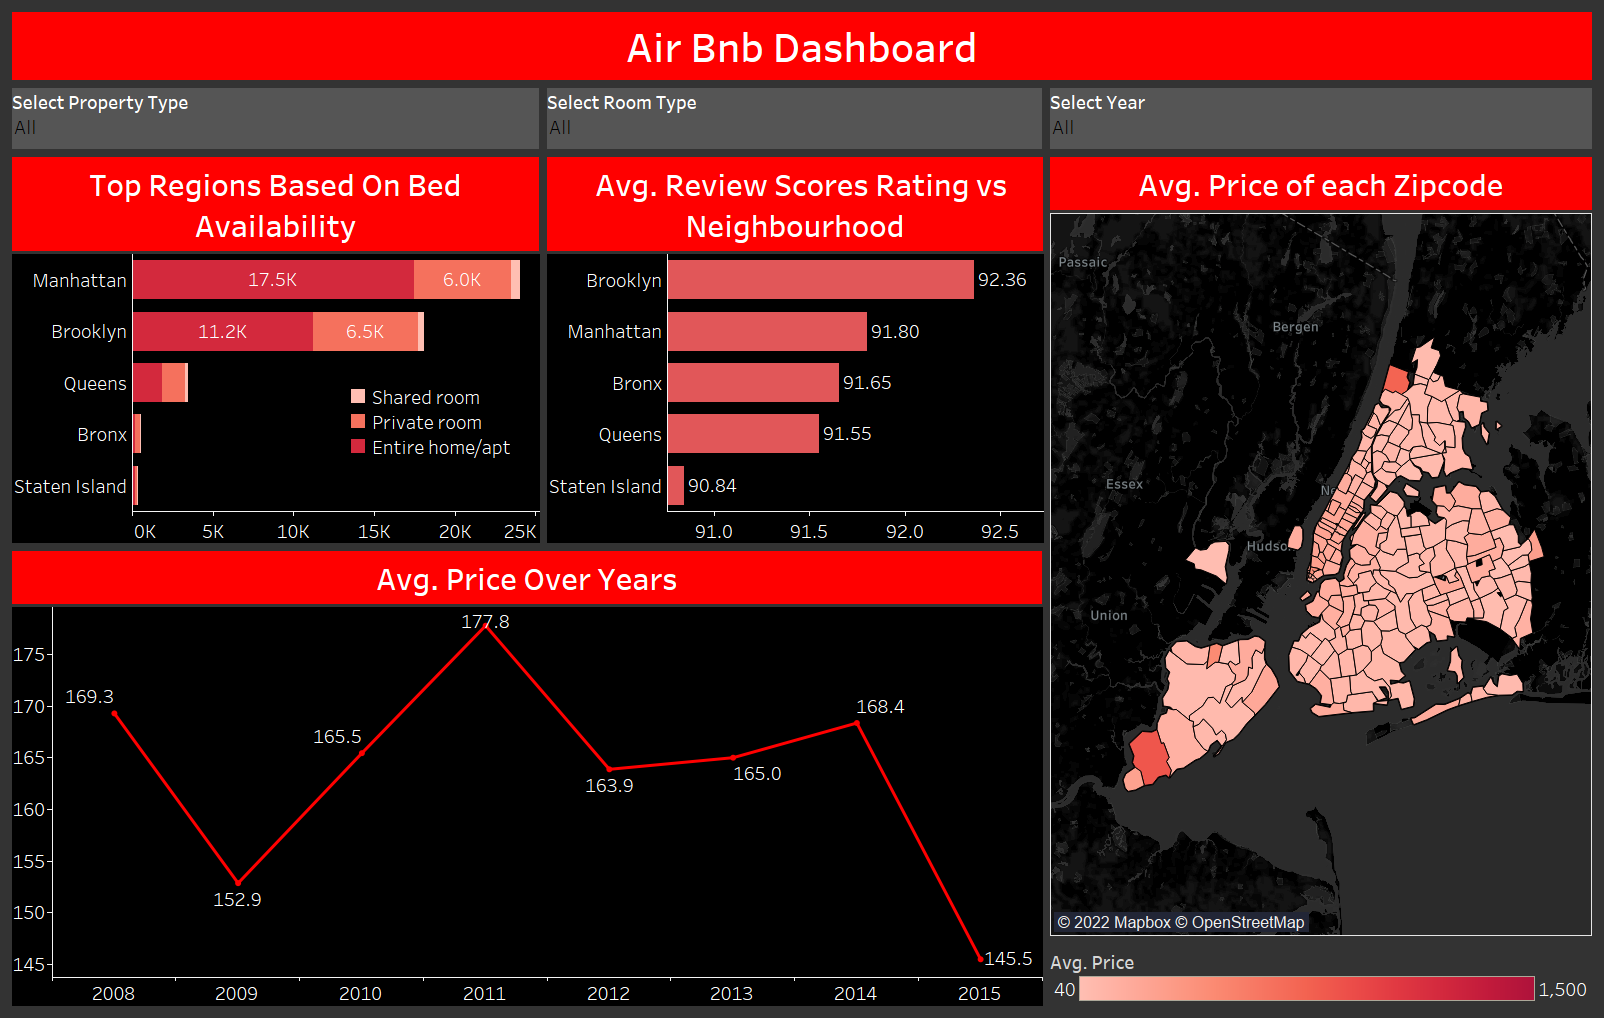 Air Bnb Dashboard
Select Property Type
All
Select Room Type
All
Select Year
All
Top Regions Based On Bed
Availability
Manhattan 17.5K 6.0K
Brooklyn 11.2K 6.5K
Queens
Bronx
Staten Island
Shared room
Private room
Entire home/apt
0K 5K 10K 15K 20K 25K
Avg. Review Scores Rating vs
Neighbourhood
Brooklyn 92.36
Manhattan 91.80
Bronx 91.65
Queens 91.55
Staten Island 90.84
91.0 91.5 92.0 92.5
Avg. Price of each Zipcode
Passaic
Bergen
Essex
Hudso
Union
© 2022 Mapbox © OpenStreetMap
Avg. Price
40 1,500
Avg. Price Over Years
175
170
165
160
155
150
145
169.3
152.9
165.5
177.8
163.9
165.0
168.4
145.5
2008 2009 2010 2011 2012 2013 2014 2015